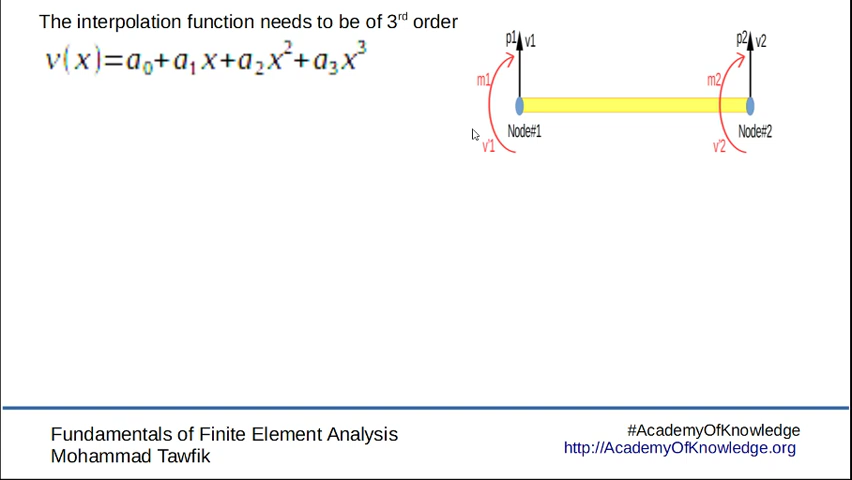 The interpolation function needs to be of 3rd order
v(x)=a0+a1x+a2x²+a3x³
p1 v1
m1
Node#1
v'1
p2 v2
m2
Node#2
v'2
Fundamentals of Finite Element Analysis
Mohammad Tawfik
#AcademyOfKnowledge
http://AcademyOfKnowledge.org